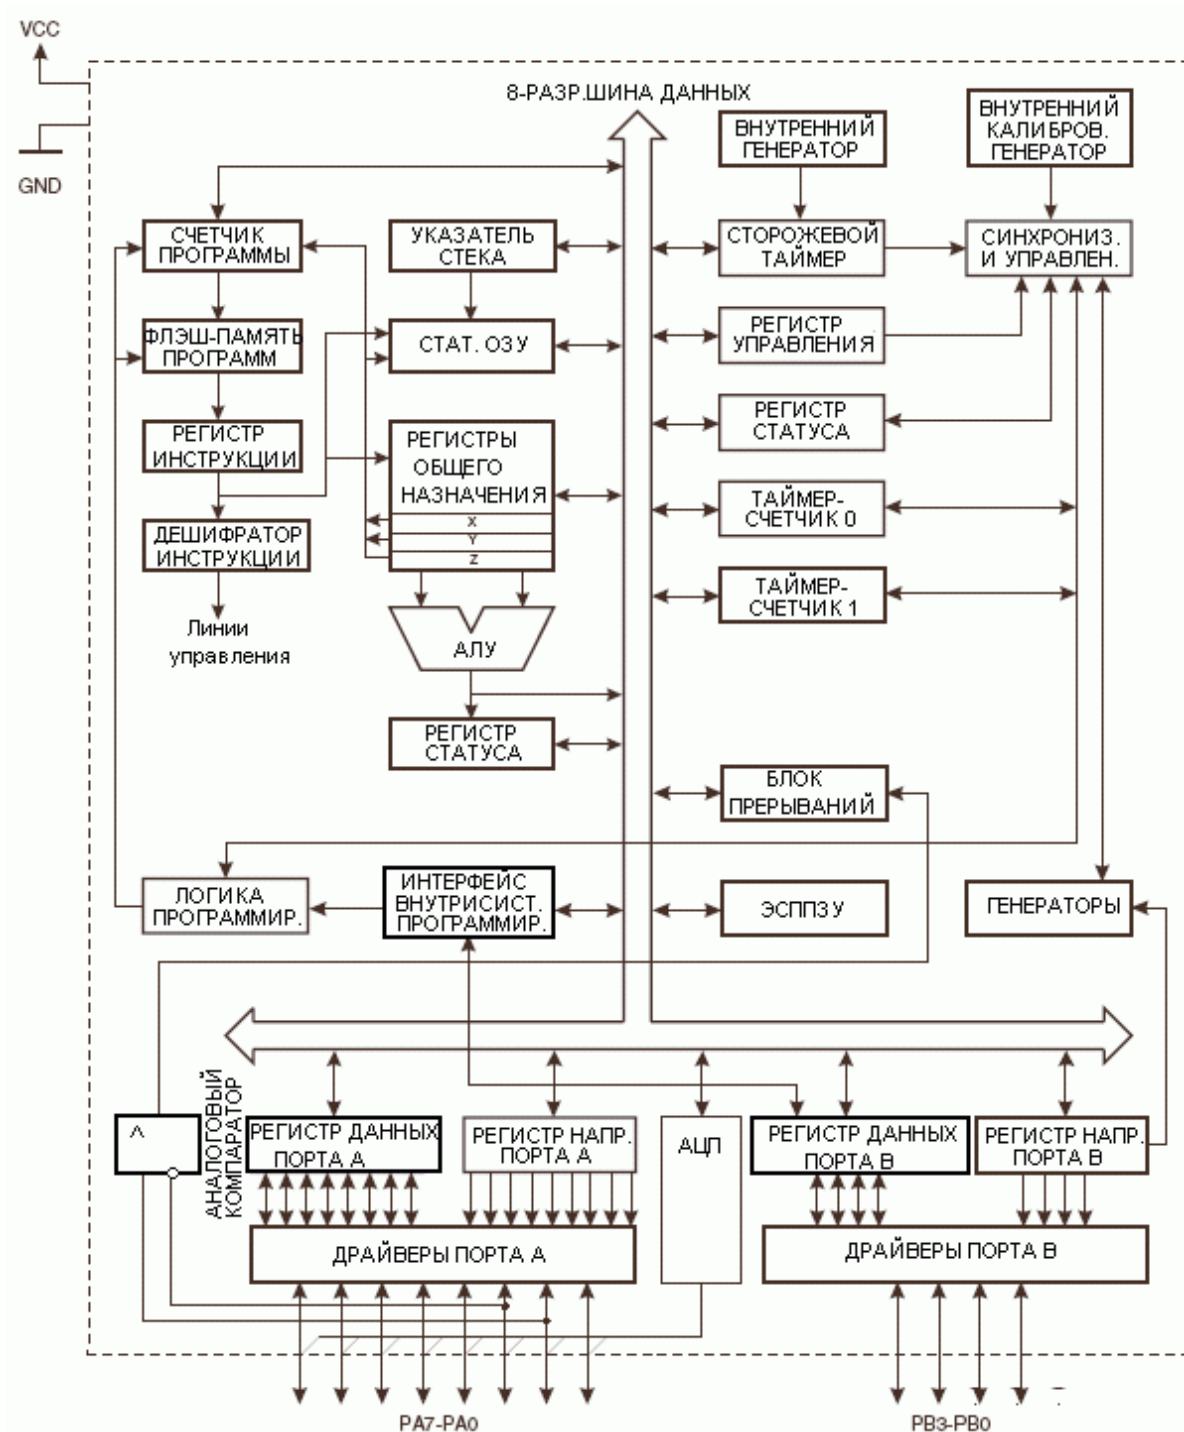 VCC
8-РАЗР.ШИНА ДАННЫХ
GND
ВНУТРЕННИЙ
ГЕНЕРАТОР
ВНУТРЕННИЙ
КАЛИБРОВ.
ГЕНЕРАТОР
СЧЕТЧИК
ПРОГРАММЫ
УКАЗАТЕЛЬ
СТЕКА
СТОРОЖЕВОЙ
ТАЙМЕР
СИНХРОНИЗ.
И УПРАВЛЕН.
ФЛЭШ-ПАМЯТЬ
ПРОГРАММ
СТАТ. ОЗУ
РЕГИСТР
УПРАВЛЕНИЯ
РЕГИСТР
ИНСТРУКЦИИ
РЕГИСТРЫ
ОБЩЕГО
НАЗНАЧЕНИЯ
X
Y
Z
РЕГИСТР
СТАТУСА
ДЕШИФРАТОР
ИНСТРУКЦИИ
ТАЙМЕР-
СЧЕТЧИК 0
ТАЙМЕР-
СЧЕТЧИК 1
Линии
управления
АЛУ
РЕГИСТР
СТАТУСА
БЛОК
ПРЕРЫВАНИЙ
ЛОГИКА
ПРОГРАММИР.
ИНТЕРФЕЙС
ВНУТРИСИСТ.
ПРОГРАММИР.
ЭСППЗУ
ГЕНЕРАТОРЫ
АНАЛОГОВЫЙ
КОМПАРАТОР
РЕГИСТР ДАННЫХ
ПОРТА А
РЕГИСТР НАПР.
ПОРТА А
АЦП
РЕГИСТР ДАННЫХ
ПОРТА В
РЕГИСТР НАПР.
ПОРТА В
ДРАЙВЕРЫ ПОРТА А
ДРАЙВЕРЫ ПОРТА В
PA7-PA0
PB3-PB0